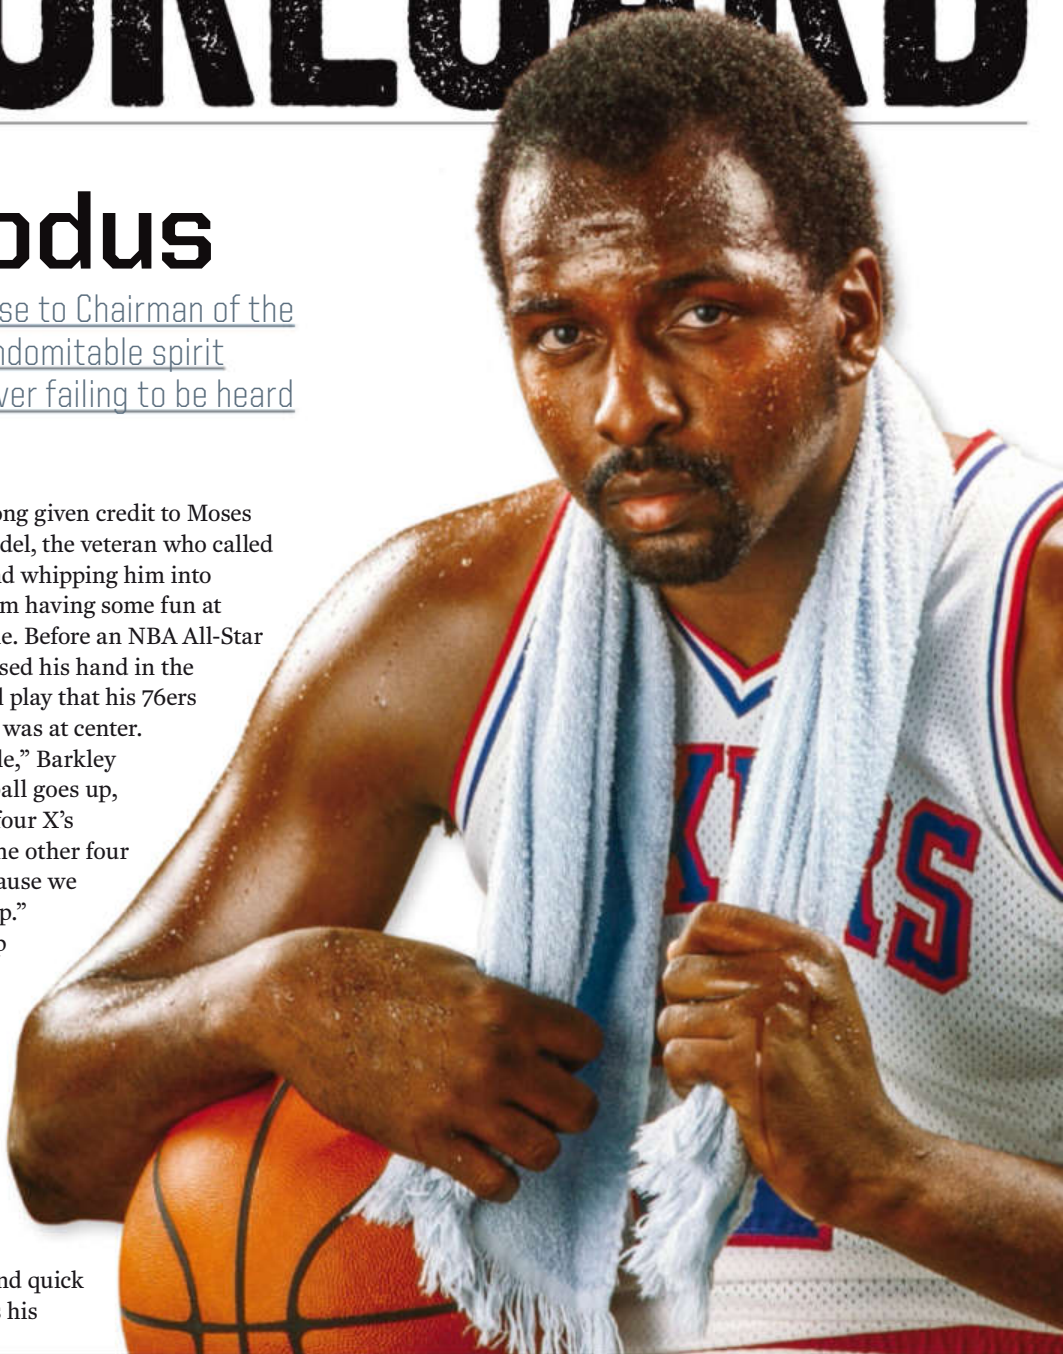 odus
se to Chairman of the
ndomitable spirit
ver failing to be heard
ong given credit to Moses
del, the veteran who called
d whipping him into
m having some fun at
e. Before an NBA All-Star
sed his hand in the
l play that his 76ers
was at center.
le,” Barkley
all goes up,
four X’s
he other four
ause we
p.”
p
nd quick
his